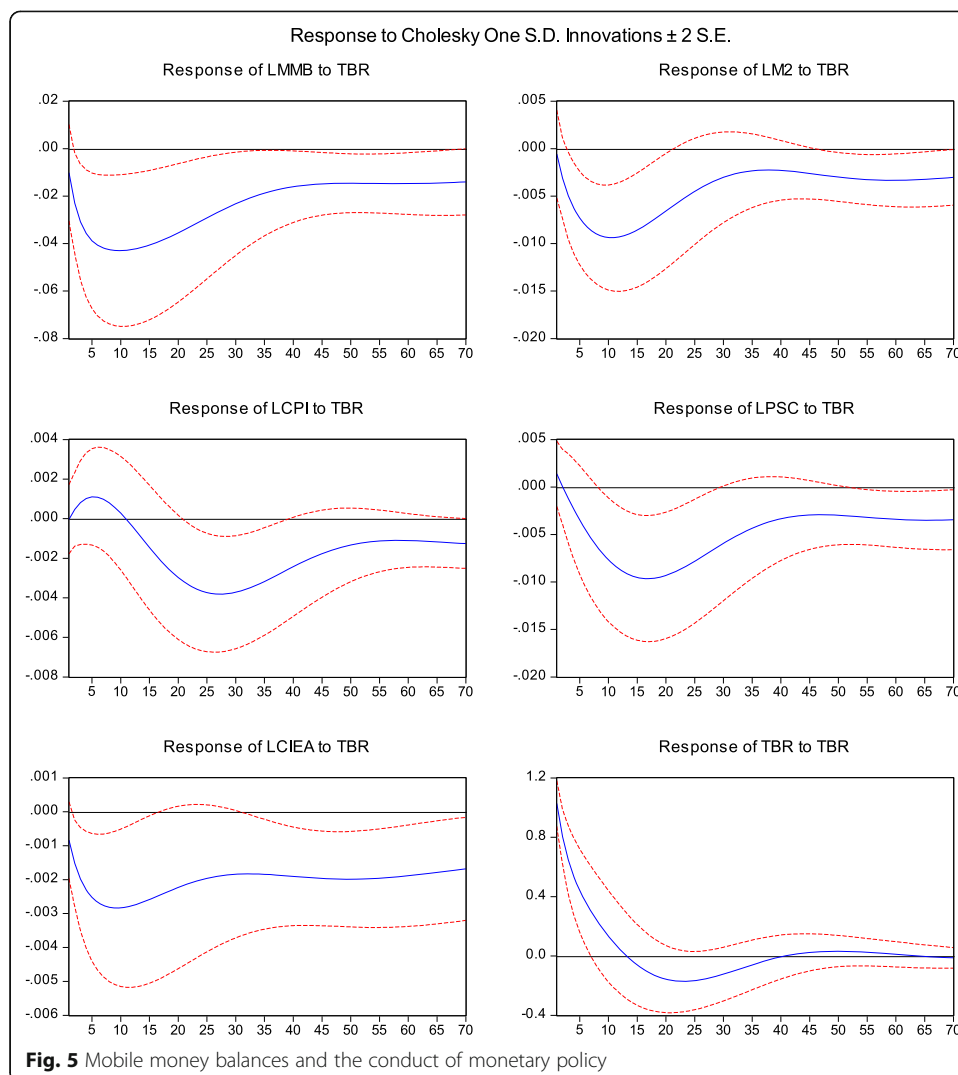 Response to Cholesky One S.D. Innovations ± 2 S.E.
Response of LMMB to TBR
.02
.00
-.02
-.04
-.06
-.08
5 10 15 20 25 30 35 40 45 50 55 60 65 70
Response of LM2 to TBR
.005
.000
-.005
-.010
-.015
-.020
5 10 15 20 25 30 35 40 45 50 55 60 65 70
Response of LCPI to TBR
.004
.002
.000
-.002
-.004
-.006
-.008
5 10 15 20 25 30 35 40 45 50 55 60 65 70
Response of LPSC to TBR
.005
.000
-.005
-.010
-.015
-.020
5 10 15 20 25 30 35 40 45 50 55 60 65 70
Response of LCIEA to TBR
.001
.000
-.001
-.002
-.003
-.004
-.005
-.006
5 10 15 20 25 30 35 40 45 50 55 60 65 70
Response of TBR to TBR
1.2
0.8
0.4
0.0
-0.4
5 10 15 20 25 30 35 40 45 50 55 60 65 70
Fig. 5 Mobile money balances and the conduct of monetary policy